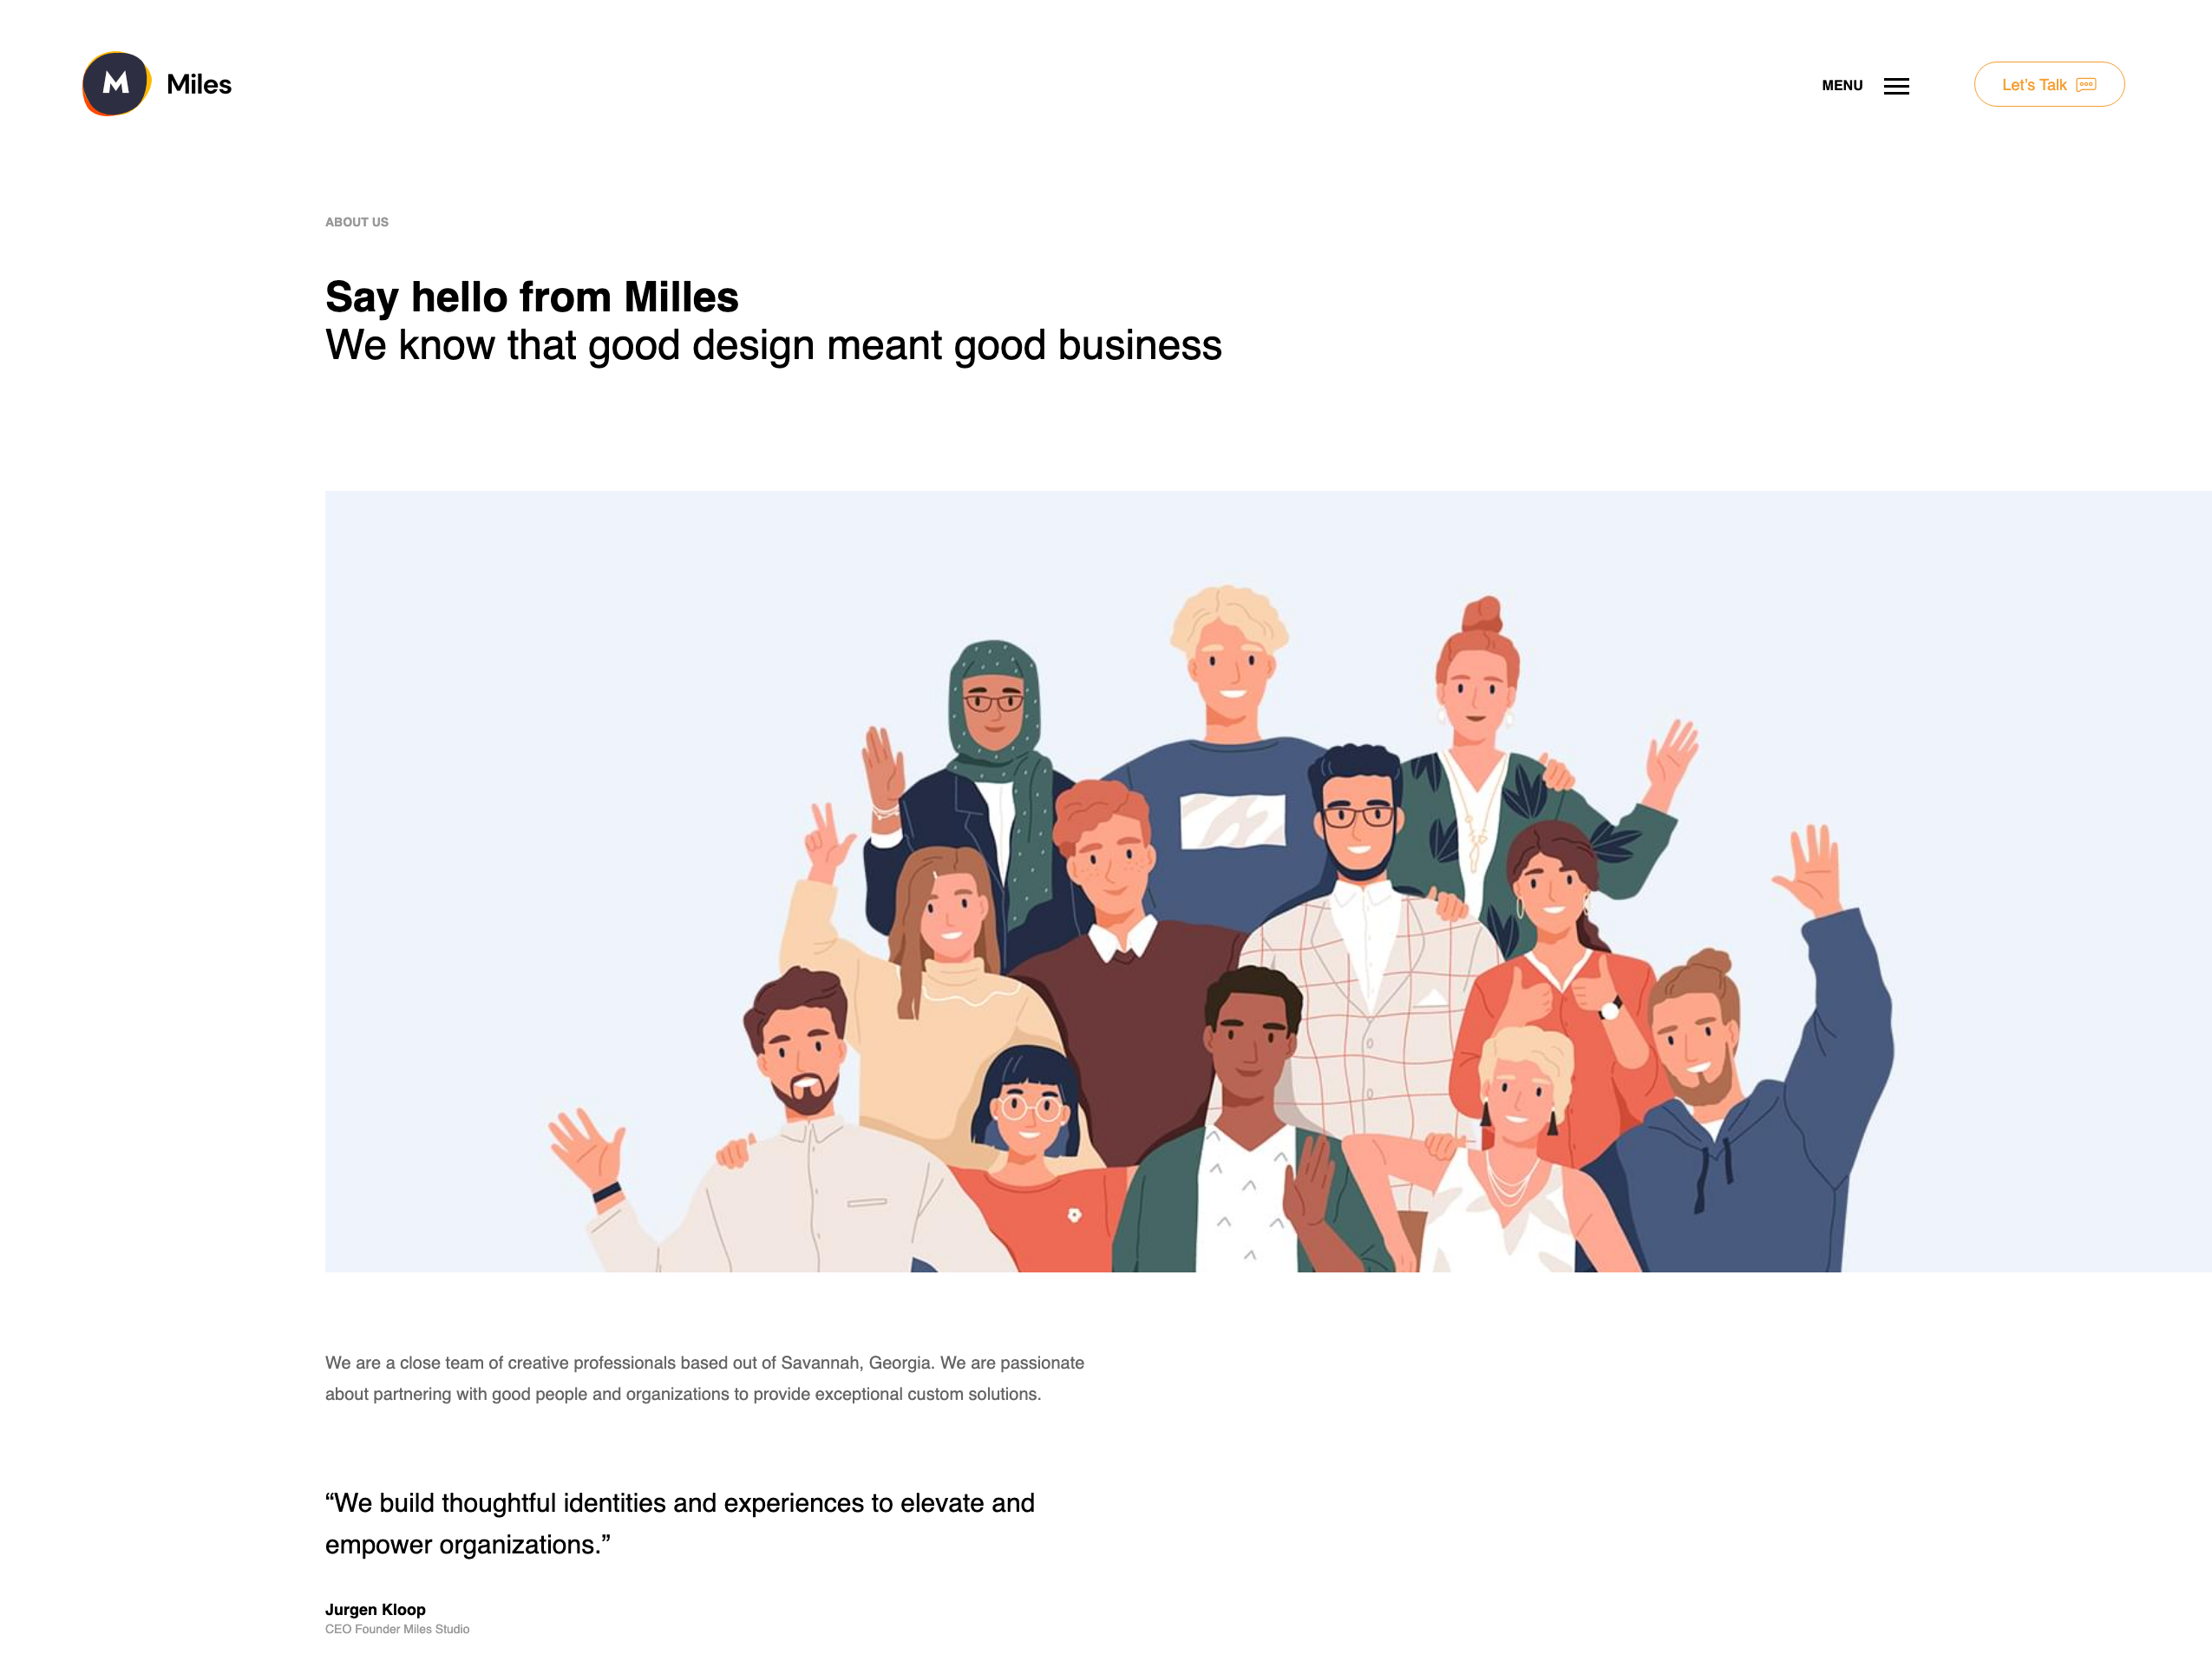 M Miles
MENU
Let's Talk
ABOUT US
Say hello from Milles
We know that good design meant good business
We are a close team of creative professionals based out of Savannah, Georgia. We are passionate
about partnering with good people and organizations to provide exceptional custom solutions.
“We build thoughtful identities and experiences to elevate and
empower organizations.”
Jurgen Kloop
CEO Founder Miles Studio